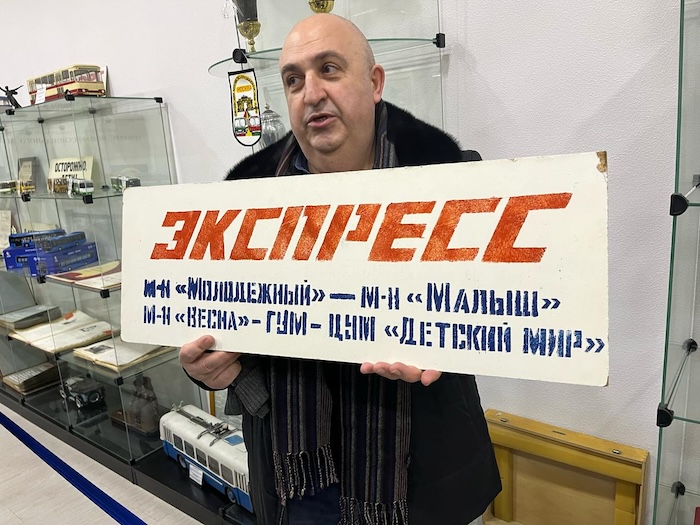 ОСТОРОЖНО
ДЕТИ
ЭКСПРЕСС
М-Н «МОЛОДЕЖНЫЙ» — М-Н «МАЛЫШ»
М-Н «ВЕСНА» - ГУМ - ЦУМ «ДЕТСКИЙ МИР»